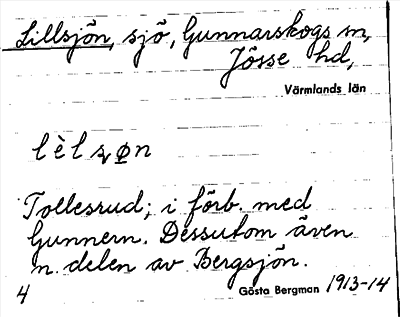 Lillsjön, sjö, Gunnarskogs sn,
Jösse hd,
Värmlands län
lèlsøn
Tollesrud; i förb. med
Gunnern. Dessutom även
n. delen av Bergsjön.
4 Gösta Bergman 1913-14